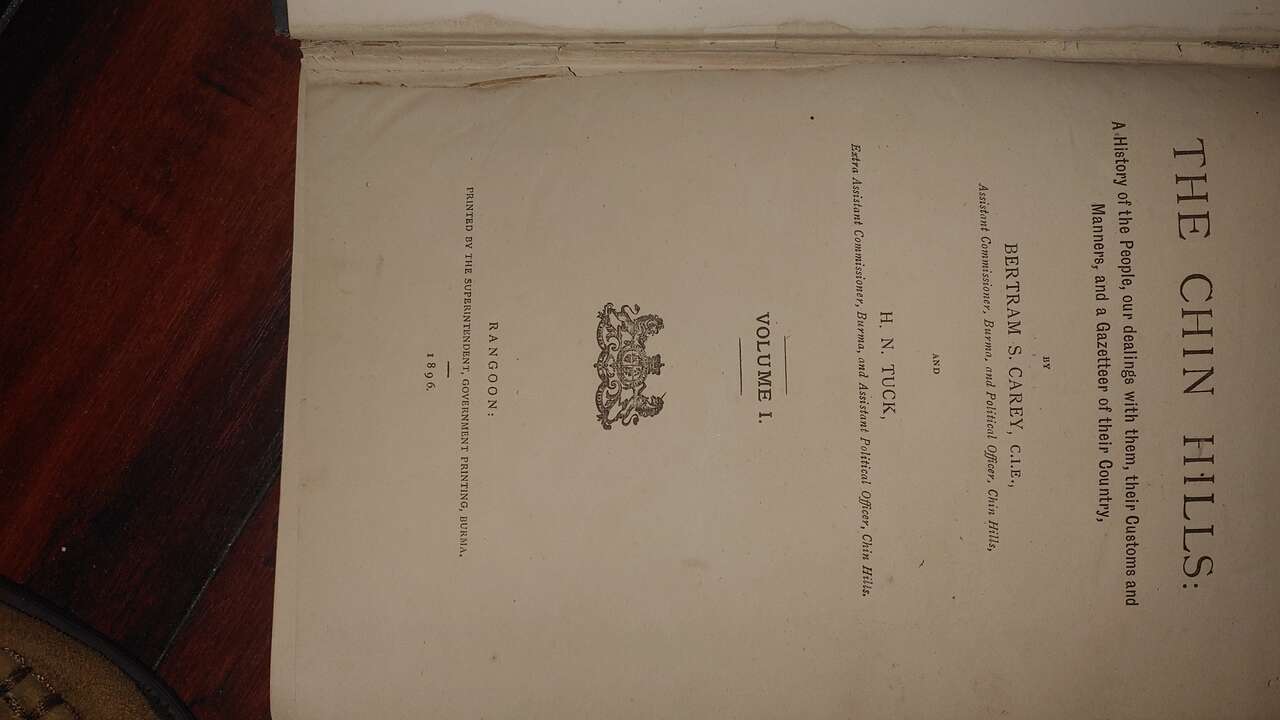 THE CHIN HILLS:
A History of the People, our dealings with them, their Customs and
Manners, and a Gazetteer of their Country,
BY
BERTRAM S. CAREY, C.I.E.,
Assistant Commissioner, Burma, and Political Officer, Chin Hills,
AND
H. N. TUCK,
Extra Assistant Commissioner, Burma, and Assistant Political Officer, Chin Hills.
VOLUME I.
RANGOON:
PRINTED BY THE SUPERINTENDENT, GOVERNMENT PRINTING, BURMA.
1896.